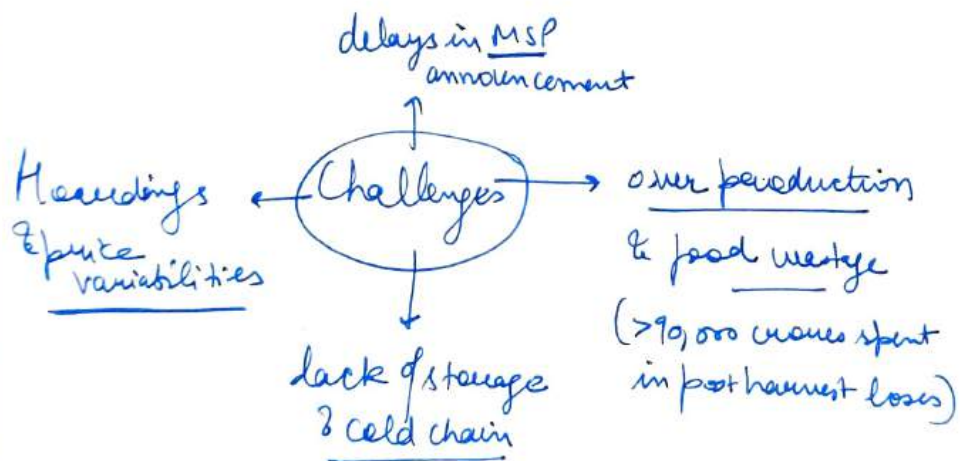 delays in MSP
announcement
Challenges
Hoardings
& price
variabilities
over production
& food wastage
(>90,000 crores spent
in post harvest loses)
lack of storage
& cold chain